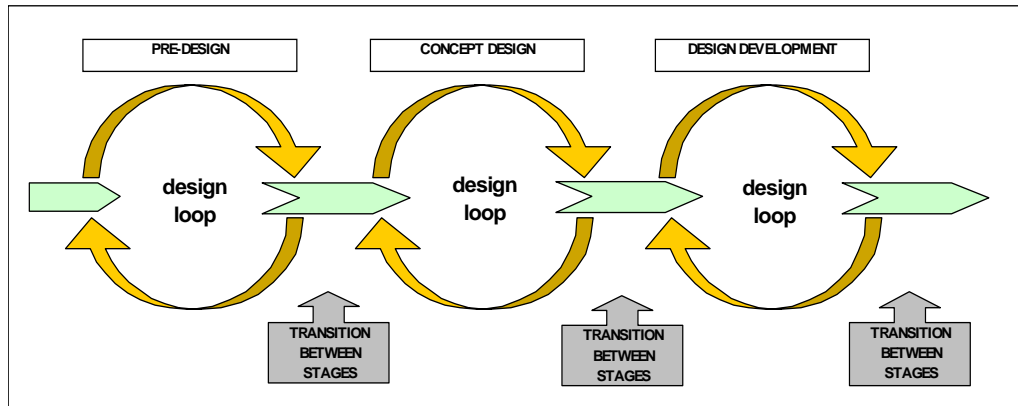 PRE-DESIGN
CONCEPT DESIGN
DESIGN DEVELOPMENT
design
loop
design
loop
design
loop
TRANSITION
BETWEEN
STAGES
TRANSITION
BETWEEN
STAGES
TRANSITION
BETWEEN
STAGES